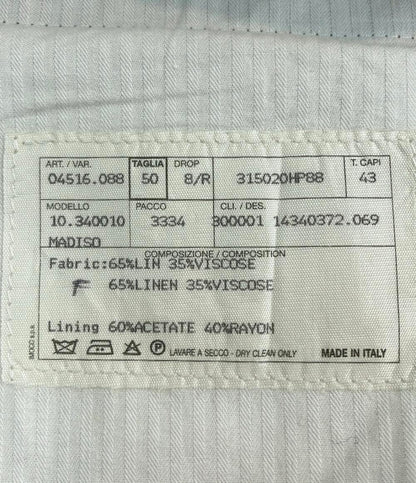 ART. / VAR. TAGLIA DROP T. CAPI
04516.088 50 8/R 315020HP88 43
MODELLO PACCO CLI. / DES.
10.340010 3334 300001 14340372.069
MADISO
COMPOSIZIONE / COMPOSITION
Fabric:65%LIN 35%VISCOSE
F 65%LINEN 35%VISCOSE
Lining 60%ACETATE 40%RAYON
P LAVARE A SECCO - DRY CLEAN ONLY MADE IN ITALY